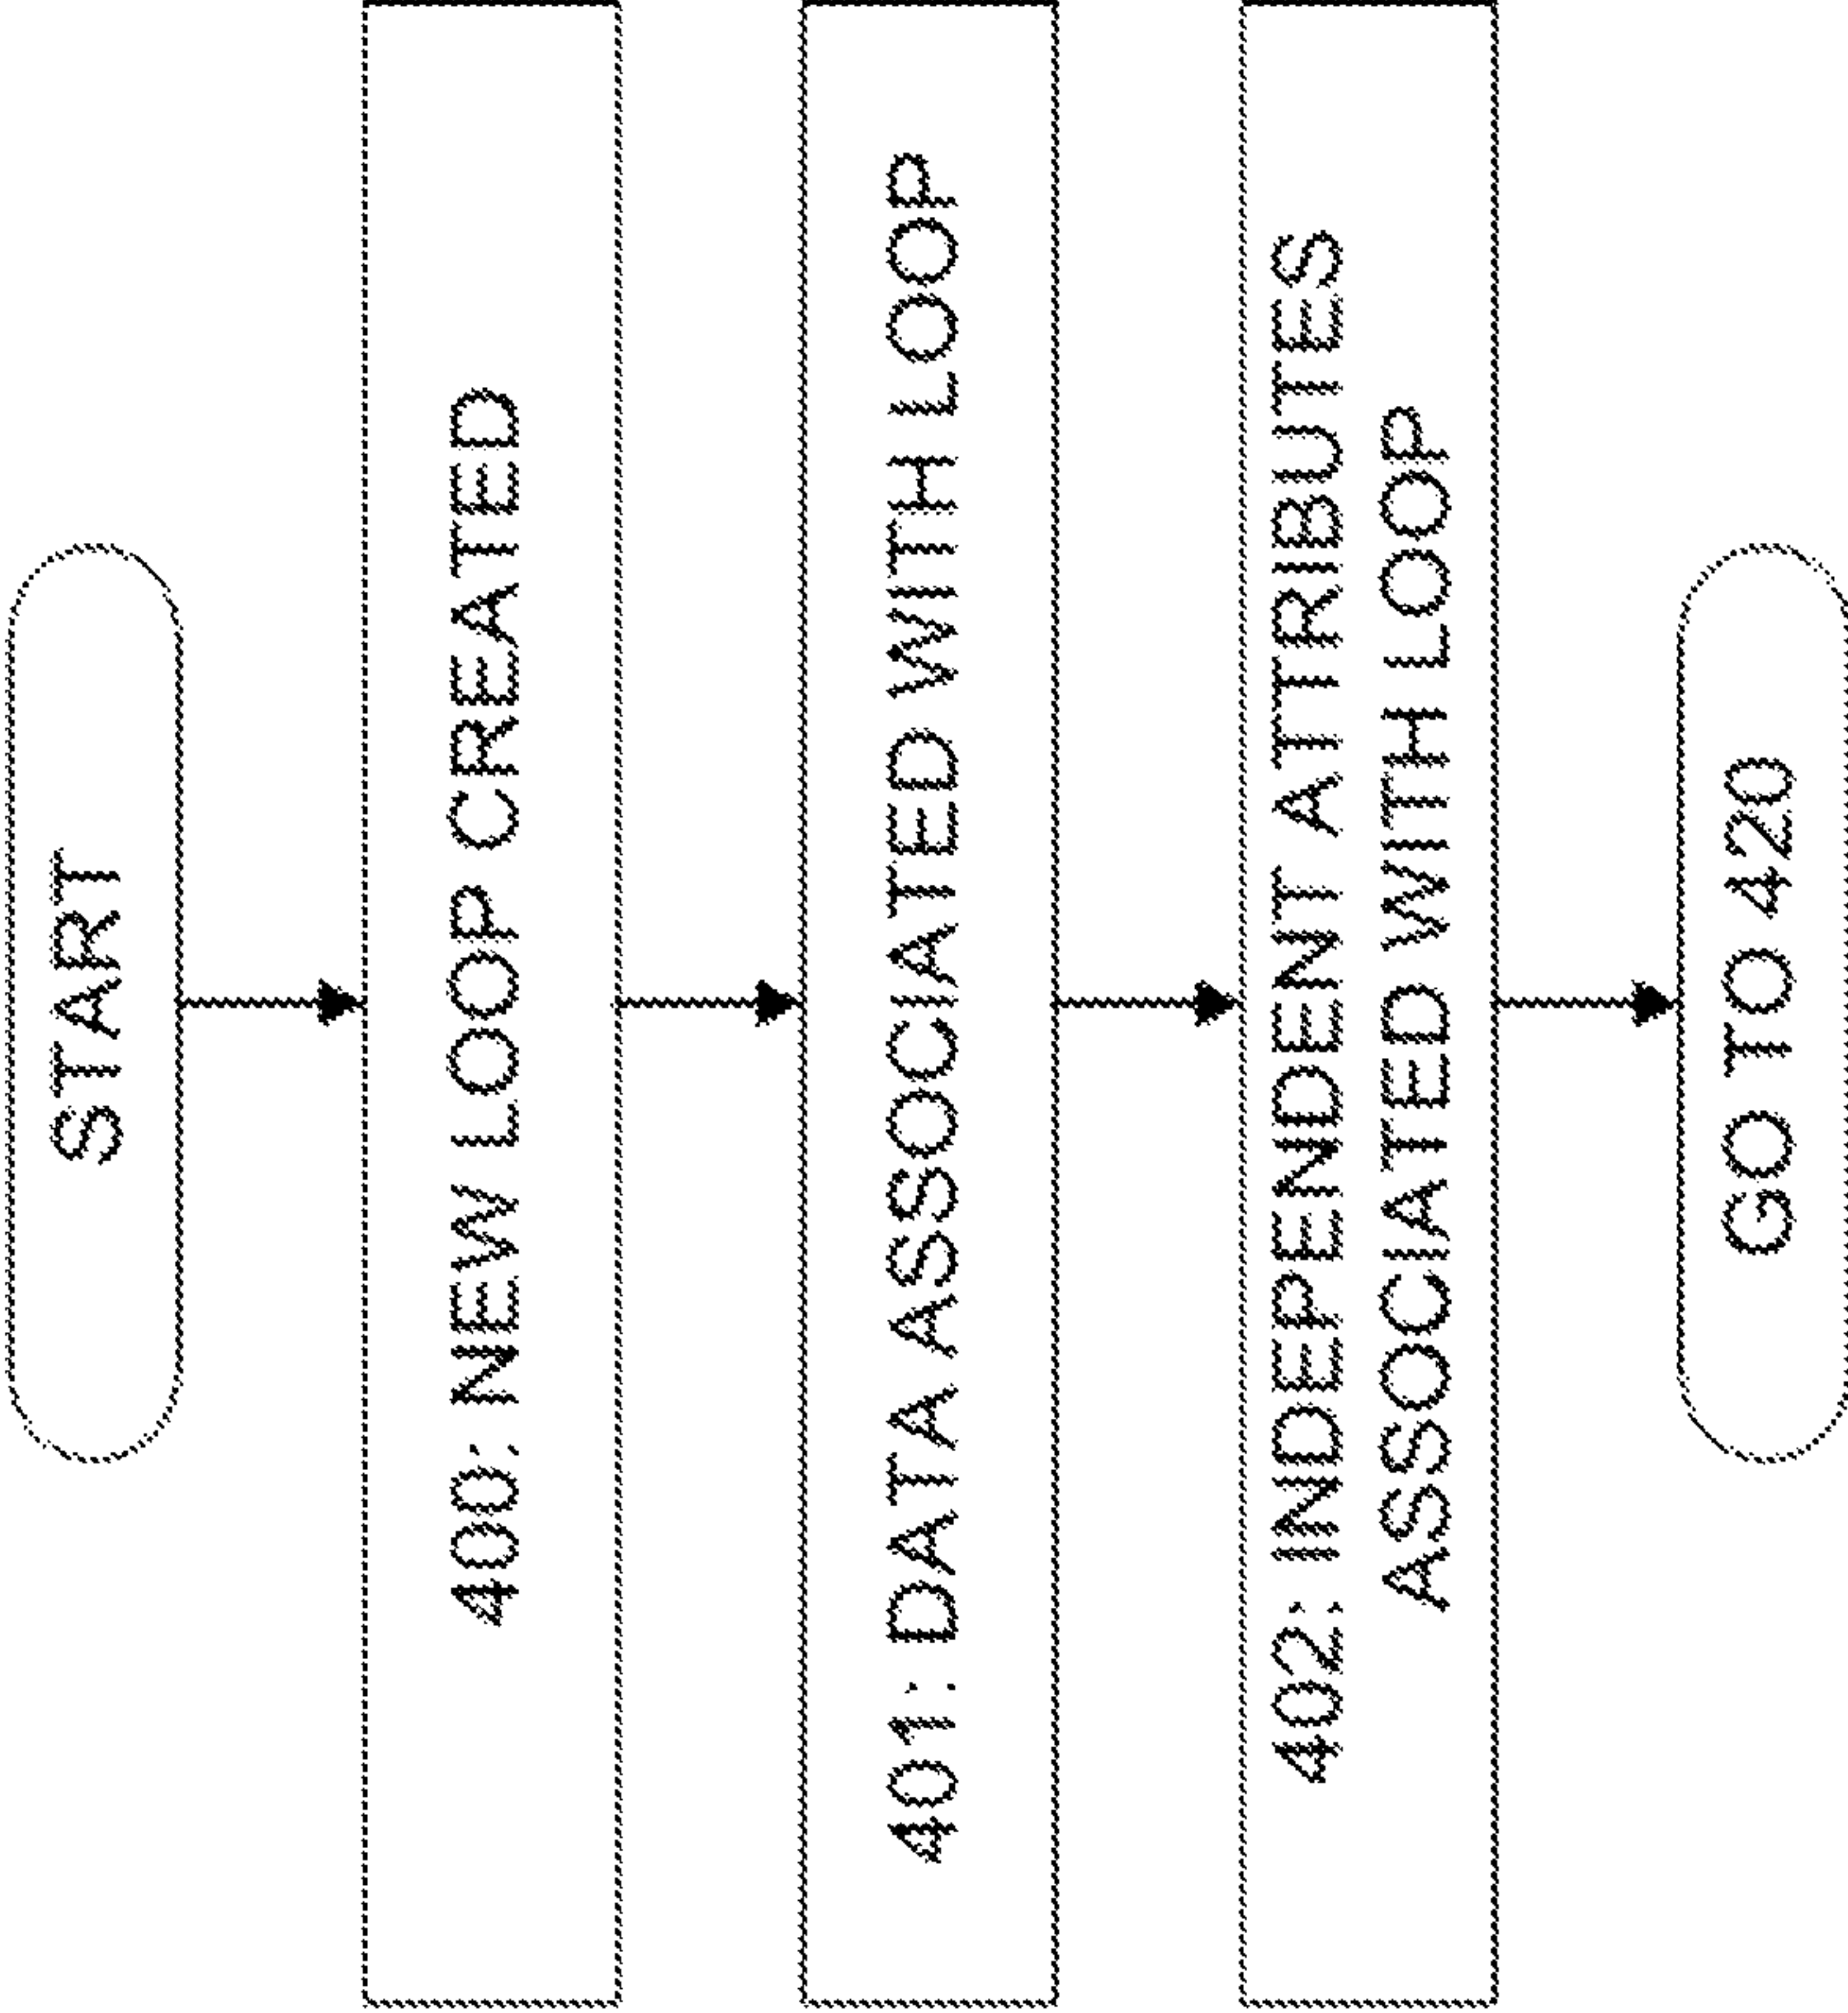 START
400: NEW LOOP CREATED
401: DATA ASSOCIATED WITH LOOP
402: INDEPENDENT ATTRIBUTES
ASSOCIATED WITH LOOP
GO TO 420